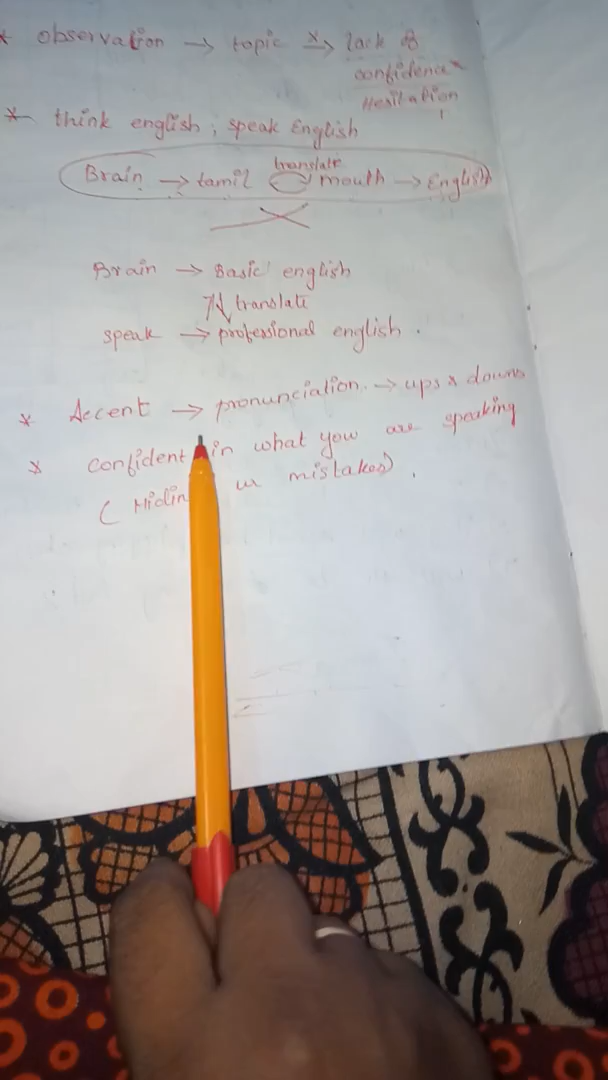 * observation → topic x→ lack of
confidence
Hesitation
* think english, speak English
translate
Brain → tamil mouth → English
Brain → Basic english
translate
speak → professional english.
* Accent → pronunciation. → ups x downs
* confident in what you are speaking
( Hidin ur mistakes) .